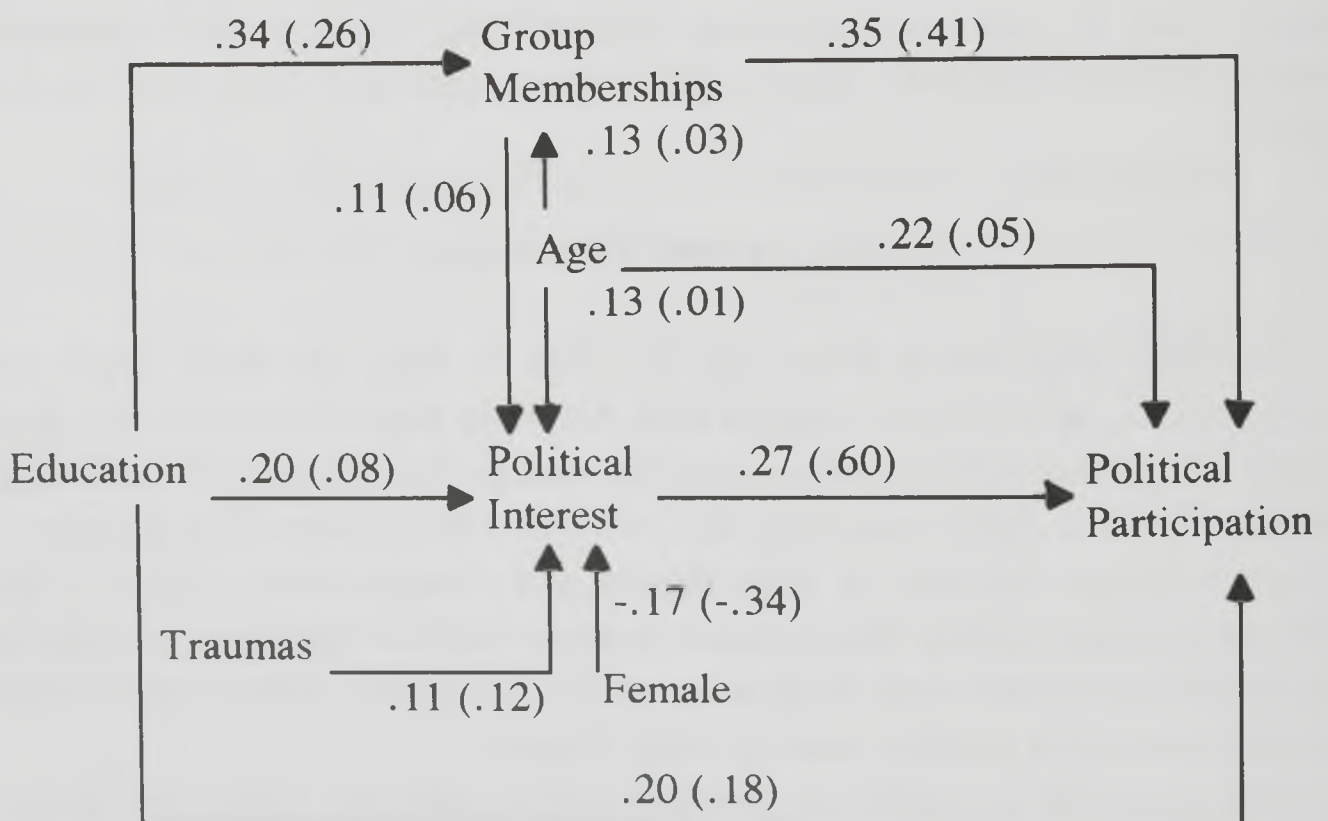 .34 (.26)
Group
Memberships
.35 (.41)
.13 (.03)
.11 (.06)
Age
.22 (.05)
.13 (.01)
Education
.20 (.08)
Political
Interest
.27 (.60)
Political
Participation
-.17 (-.34)
Traumas
.11 (.12)
Female
.20 (.18)